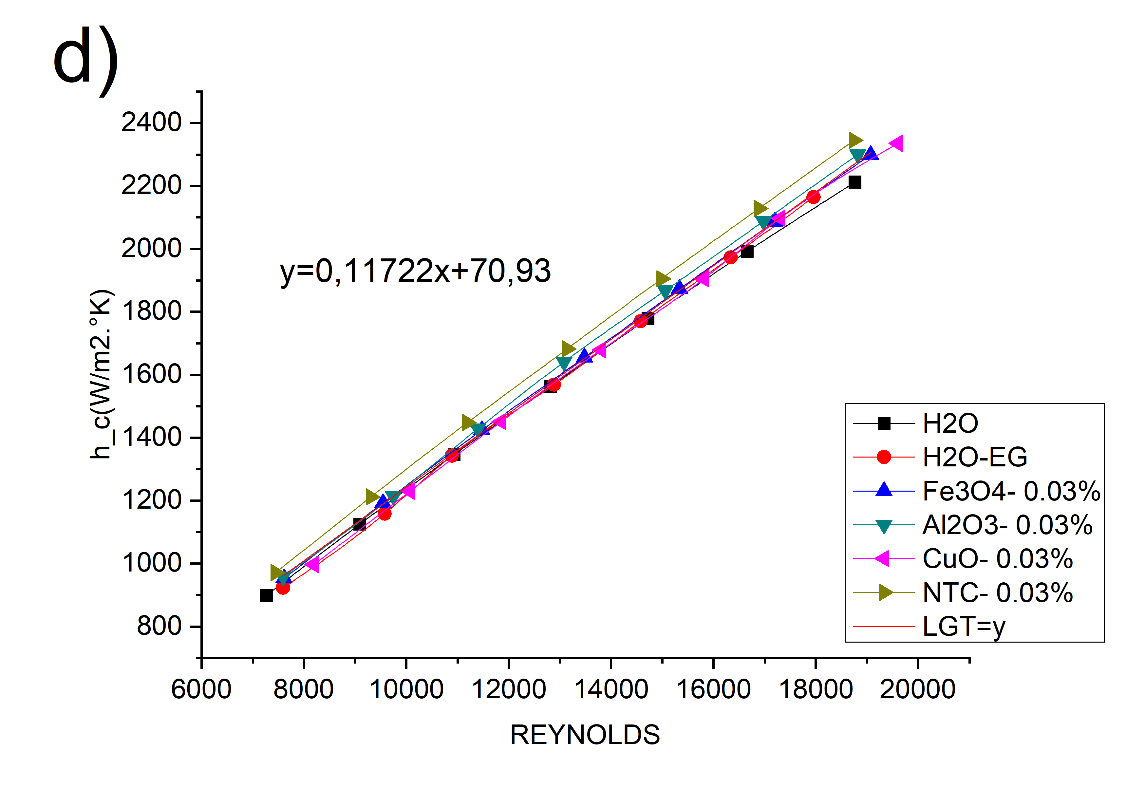 d)
2400
2200
2000
1800
1600
1400
1200
1000
800
h_c(W/m2.°K)
y=0,11722x+70,93
H2O
H2O-EG
Fe3O4- 0.03%
Al2O3- 0.03%
CuO- 0.03%
NTC- 0.03%
LGT=y
6000 8000 10000 12000 14000 16000 18000 20000
REYNOLDS